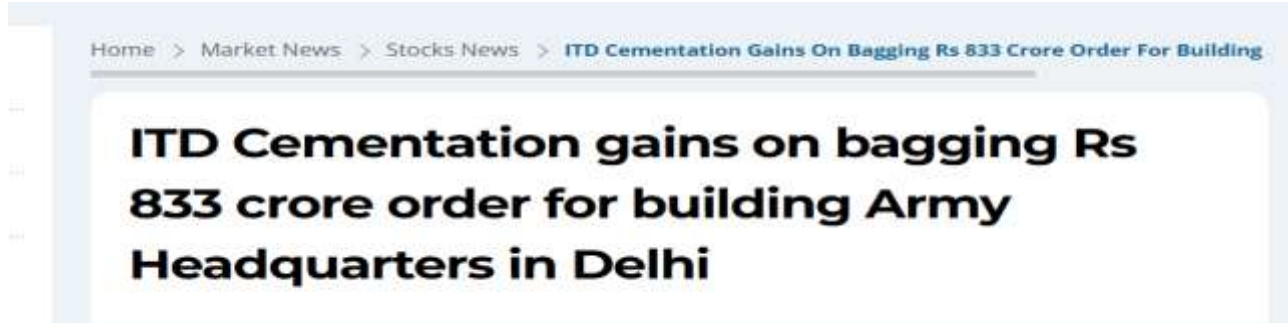 Home > Market News > Stocks News > ITD Cementation Gains On Bagging Rs 833 Crore Order For Building
ITD Cementation gains on bagging Rs
833 crore order for building Army
Headquarters in Delhi